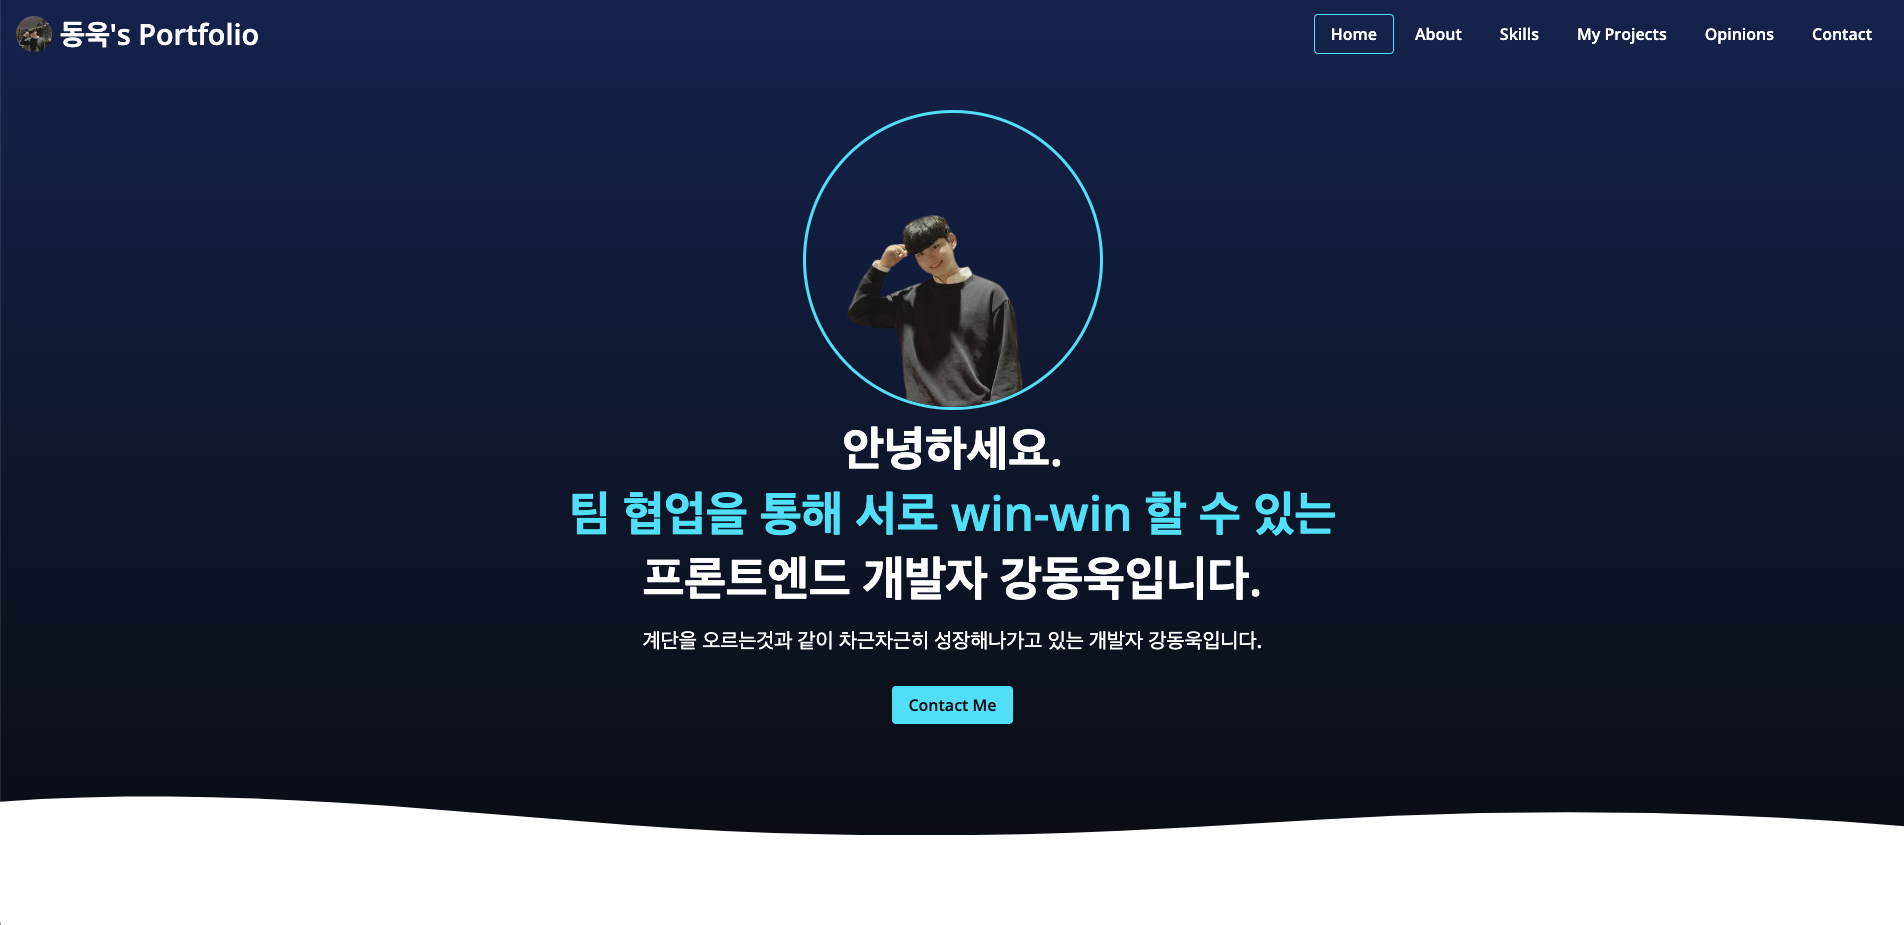 동욱's Portfolio
Home
About
Skills
My Projects
Opinions
Contact
안녕하세요.
팀 협업을 통해 서로 win-win 할 수 있는
프론트엔드 개발자 강동욱입니다.
계단을 오르는것과 같이 차근차근히 성장해나가고 있는 개발자 강동욱입니다.
Contact Me